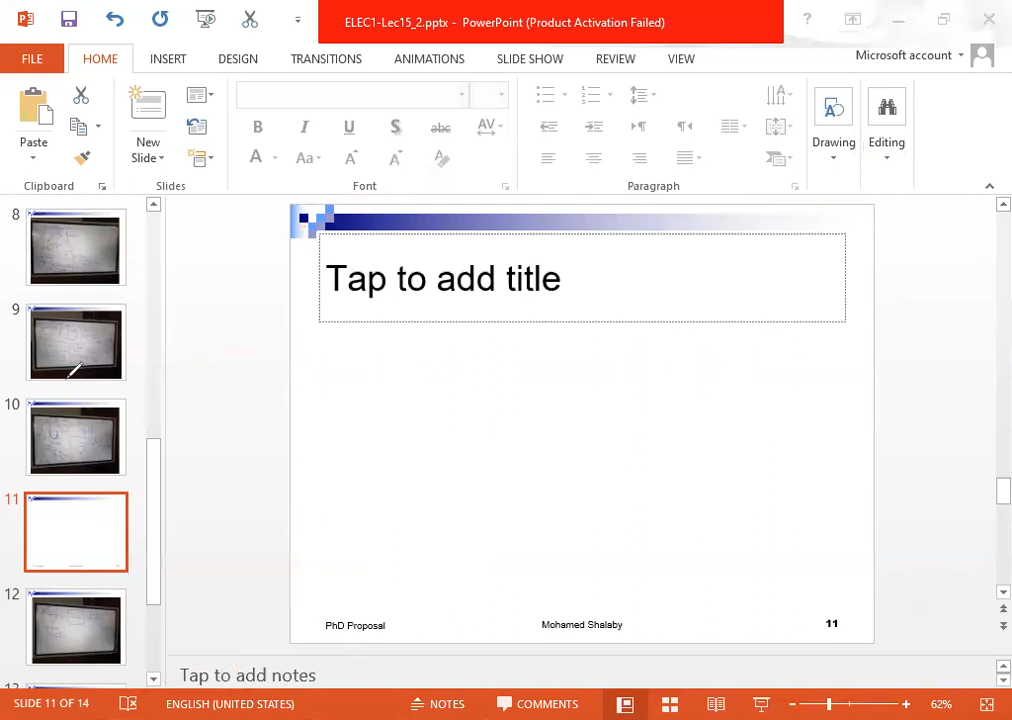 ELEC1-Lec15_2.pptx - PowerPoint (Product Activation Failed)
FILE HOME INSERT DESIGN TRANSITIONS ANIMATIONS SLIDE SHOW REVIEW VIEW Microsoft account
Paste
New
Slide
Drawing
Editing
Clipboard Slides Font Paragraph
8
9
10
11
12
Tap to add title
PhD Proposal Mohamed Shalaby 11
Tap to add notes
SLIDE 11 OF 14 ENGLISH (UNITED STATES) NOTES COMMENTS 62%